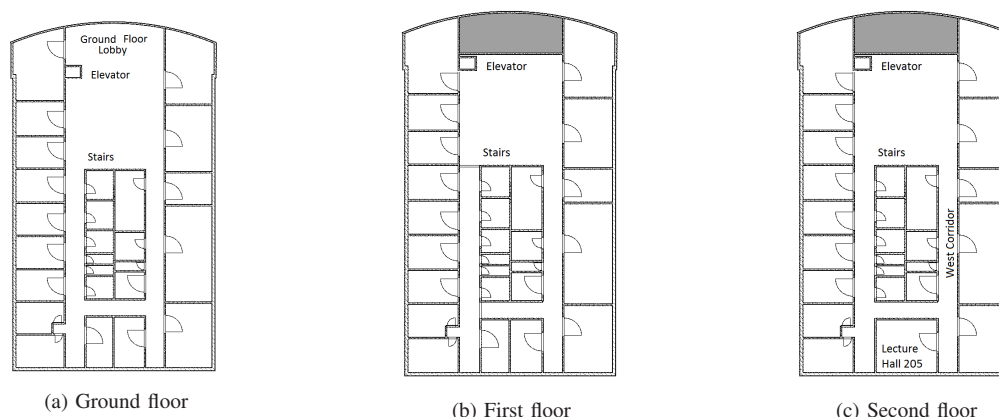 Ground Floor
Lobby
Elevator
Stairs
(a) Ground floor
Elevator
Stairs
(b) First floor
Elevator
Stairs
West Corridor
Lecture
Hall 205
(c) Second floor